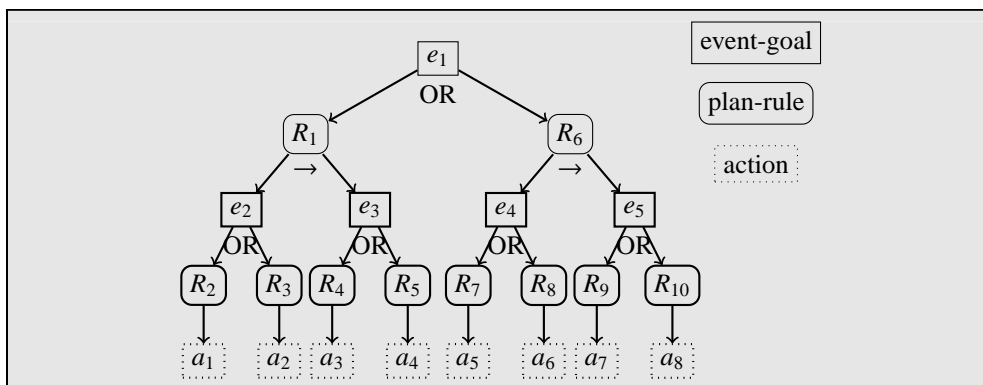 e₁
event-goal
OR
plan-rule
R₁ R₆
→ →
action
e₂ e₃ e₄ e₅
OR OR OR OR
R₂ R₃ R₄ R₅ R₇ R₈ R₉ R₁₀
a₁ a₂ a₃ a₄ a₅ a₆ a₇ a₈